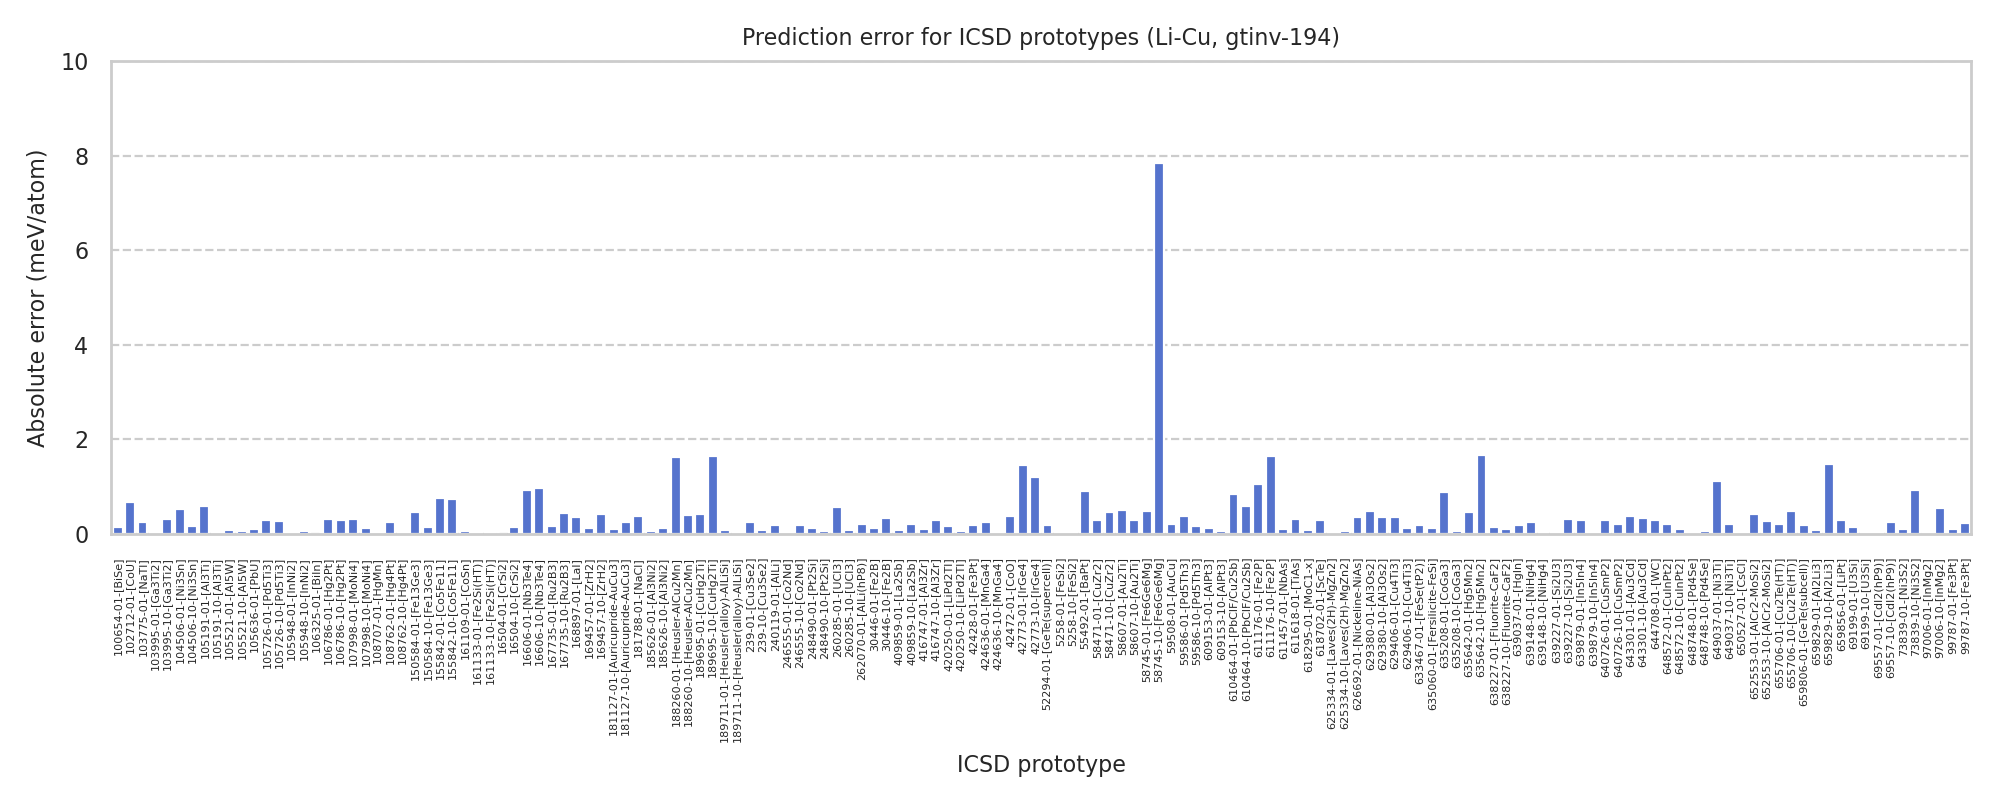 Prediction error for ICSD prototypes (Li-Cu, gtinv-194)
Absolute error (meV/atom)
10
8
6
4
2
0
100654-01-[BiSe]
102712-01-[CoU]
103775-01-[NaTl]
103995-01-[Ga3Ti2]
103995-10-[Ga3Ti2]
104506-01-[Ni3Sn]
104506-10-[Ni3Sn]
105191-01-[Al3Ti]
105191-10-[Al3Ti]
105521-01-[Al5W]
105521-10-[Al5W]
105636-01-[PbU]
105726-01-[Pd5Ti3]
105726-10-[Pd5Ti3]
105948-01-[InNi2]
105948-10-[InNi2]
106325-01-[BiIn]
106786-01-[Hg2Pt]
106786-10-[Hg2Pt]
107998-01-[MoNi4]
107998-10-[MoNi4]
108707-01-[HgMn]
108762-01-[Hg4Pt]
108762-10-[Hg4Pt]
150584-01-[Fe13Ge3]
150584-10-[Fe13Ge3]
155842-01-[Co5Fe11]
155842-10-[Co5Fe11]
161109-01-[CoSn]
161133-01-[Fe2Si(HT)]
161133-10-[Fe2Si(HT)]
16504-01-[CrSi2]
16504-10-[CrSi2]
16606-01-[Nb3Te4]
16606-10-[Nb3Te4]
167735-01-[Ru2B3]
167735-10-[Ru2B3]
168897-01-[LaI]
169457-01-[ZrH2]
169457-10-[ZrH2]
181127-01-[Auricupride-AuCu3]
181127-10-[Auricupride-AuCu3]
181788-01-[NaCl]
185626-01-[Al3Ni2]
185626-10-[Al3Ni2]
188260-01-[Heusler-AlCu2Mn]
188260-10-[Heusler-AlCu2Mn]
189695-01-[CuHg2Ti]
189695-10-[CuHg2Ti]
189711-01-[Heusler(alloy)-AlLiSi]
189711-10-[Heusler(alloy)-AlLiSi]
239-01-[Cu3Se2]
239-10-[Cu3Se2]
240119-01-[AlLi]
246555-01-[Co2Nd]
246555-10-[Co2Nd]
248490-01-[Pt2Si]
248490-10-[Pt2Si]
260285-01-[UCl3]
260285-10-[UCl3]
262070-01-[AlLi(hP8)]
30446-01-[Fe2B]
30446-10-[Fe2B]
409859-01-[La2Sb]
409859-10-[La2Sb]
416747-01-[Al3Zr]
416747-10-[Al3Zr]
420250-01-[LiPd2Tl]
420250-10-[LiPd2Tl]
42428-01-[Fe3Pt]
424636-01-[MnGa4]
424636-10-[MnGa4]
42472-01-[CoO]
42773-01-[IrGe4]
42773-10-[IrGe4]
52294-01-[GeTe(supercell)]
5258-01-[FeSi2]
5258-10-[FeSi2]
55492-01-[BaPt]
58471-01-[CuZr2]
58471-10-[CuZr2]
58607-01-[Au2Ti]
58607-10-[Au2Ti]
58745-01-[Fe6Ge6Mg]
58745-10-[Fe6Ge6Mg]
59508-01-[AuCu]
59586-01-[Pd5Th3]
59586-10-[Pd5Th3]
609153-01-[AlPt3]
609153-10-[AlPt3]
610464-01-[PbClF/Cu2Sb]
610464-10-[PbClF/Cu2Sb]
611176-01-[Fe2P]
611176-10-[Fe2P]
611457-01-[NbAs]
611618-01-[TiAs]
618295-01-[MoC1-x]
618702-01-[ScTe]
625334-01-[Laves(2H)-MgZn2]
625334-10-[Laves(2H)-MgZn2]
626692-01-[Nickeline-NiAs]
629380-01-[Al3Os2]
629380-10-[Al3Os2]
629406-01-[Cu4Ti3]
629406-10-[Cu4Ti3]
633467-01-[FeSe(tP2)]
635060-01-[Fersilicite-FeSi]
635208-01-[CoGa3]
635208-10-[CoGa3]
635642-01-[Hg5Mn2]
635642-10-[Hg5Mn2]
638227-01-[Fluorite-CaF2]
638227-10-[Fluorite-CaF2]
639037-01-[HgIn]
639148-01-[NiHg4]
639148-10-[NiHg4]
639227-01-[Si2U3]
639227-10-[Si2U3]
639879-01-[In5In4]
639879-10-[In5In4]
640726-01-[CuSmP2]
640726-10-[CuSmP2]
643301-01-[Au3Cd]
643301-10-[Au3Cd]
644708-01-[WC]
648572-01-[CuInPt2]
648572-10-[CuInPt2]
648748-01-[Pd4Se]
648748-10-[Pd4Se]
649037-01-[Ni3Ti]
649037-10-[Ni3Ti]
650527-01-[CsCl]
652553-01-[AlCr2-MoSi2]
652553-10-[AlCr2-MoSi2]
655706-01-[Cu2Te(HT)]
655706-10-[Cu2Te(HT)]
659806-01-[GeTe(subcell)]
659829-01-[Al2Li3]
659829-10-[Al2Li3]
659856-01-[LiPt]
69199-01-[U3Si]
69199-10-[U3Si]
69557-01-[CdI2(hP9)]
69557-10-[CdI2(hP9)]
73839-01-[Ni3S2]
73839-10-[Ni3S2]
97006-01-[InMg2]
97006-10-[InMg2]
99787-01-[Fe3Pt]
99787-10-[Fe3Pt]
ICSD prototype